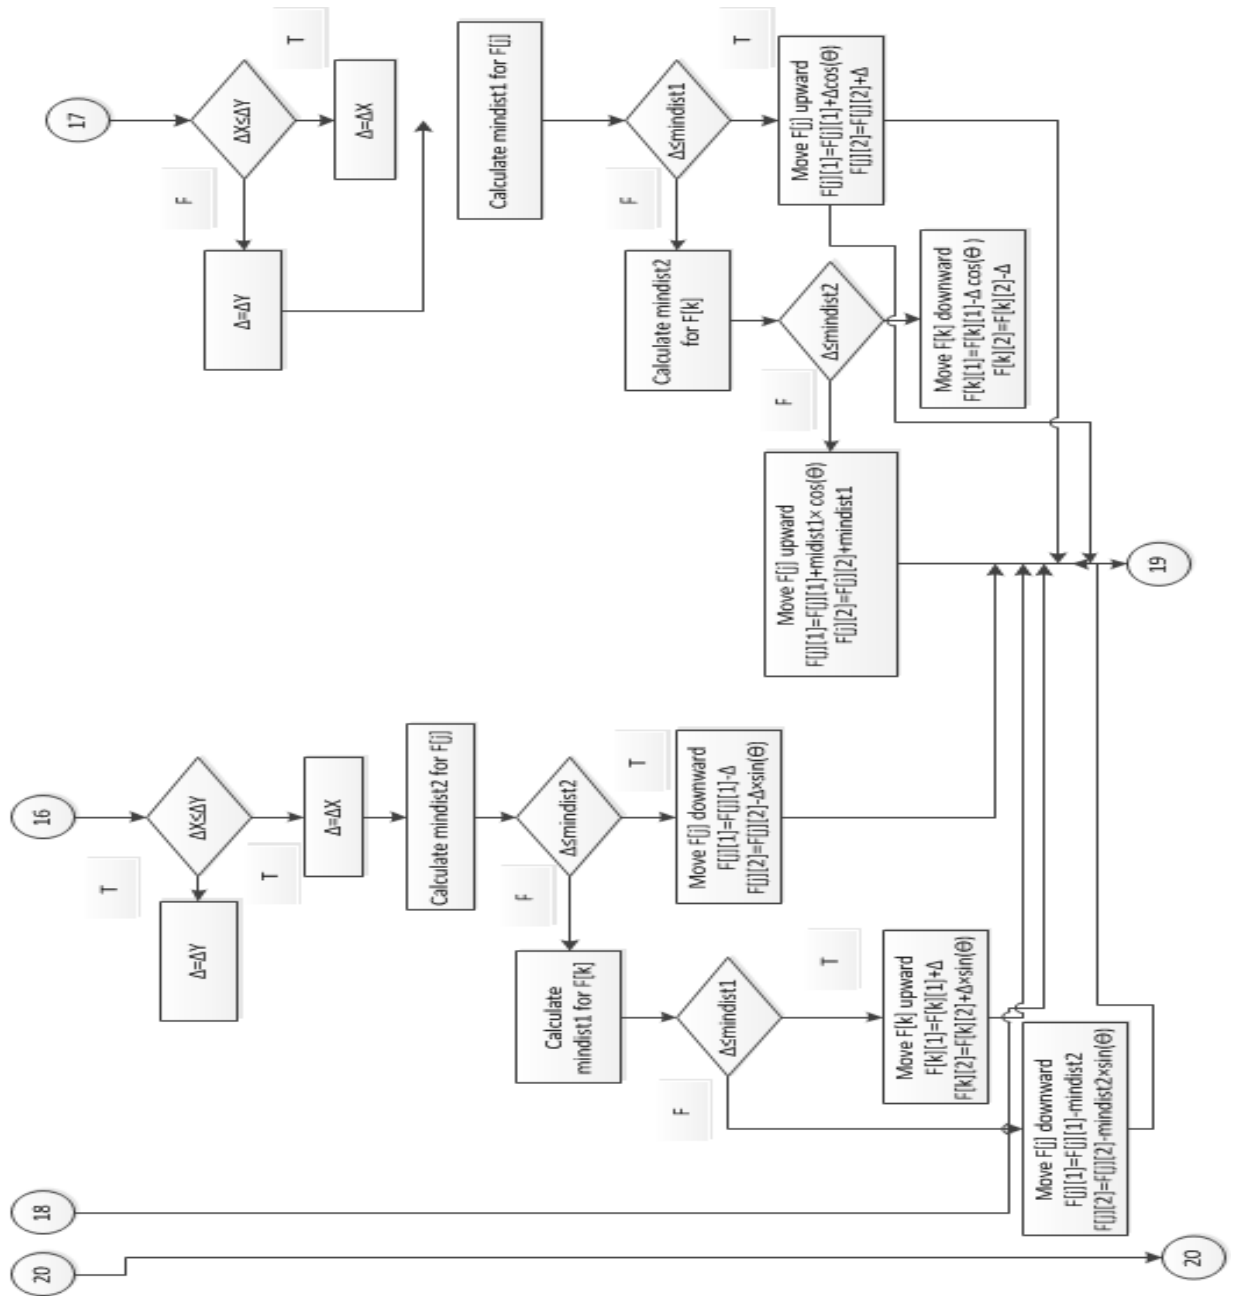 20
18
16
ΔX≤ΔY
T
T
Δ=ΔY
Δ=ΔX
Calculate mindist2 for F[j]
Δ≤mindist2
F
T
Calculate
mindist1 for F[k]
Move F[j] downward
F[j][1]=F[j][1]-Δ
F[j][2]=F[j][2]-Δ×sin(Θ)
Δ≤mindist1
F
T
Move F[k] upward
F[k][1]=F[k][1]+Δ
F[k][2]=F[k][2]+Δ×sin(Θ)
Move F[j] downward
F[j][1]=F[j][1]-mindist2
F[j][2]=F[j][2]-mindist2×sin(Θ)
20
17
ΔX≤ΔY
F
T
Δ=ΔY
Δ=ΔX
Calculate mindist1 for F[j]
Δ≤mindist1
F
T
Calculate mindist2
for F[k]
Move F[j] upward
F[j][1]=F[j][1]+Δcos(Θ)
F[j][2]=F[j][2]+Δ
Δ≤mindist2
F
Move F[j] upward
F[j][1]=F[j][1]+midist1× cos(Θ)
F[j][2]=F[j][2]+mindist1
Move F[k] downward
F[k][1]=F[k][1]-Δ cos(Θ )
F[k][2]=F[k][2]-Δ
19